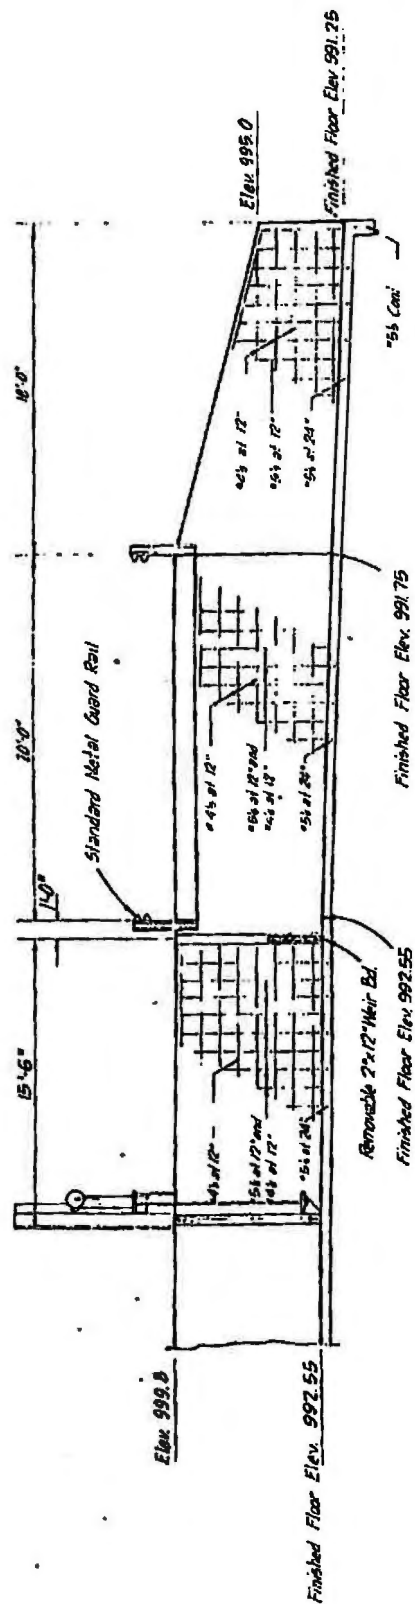 15'-6"
1'-0"
20'-0"
18'-0"
Standard Metal Guard Rail
Elev. 999.8
Elev. 995.0
#4's at 12"
#5's at 12" and
#4's at 12"
#5's at 24"
#4's at 12"
#5's at 12" and
#4's at 12"
#5's at 24"
#4's at 12"
#5's at 12"
#5's at 24"
Finished Floor Elev. 992.55
Removable 2"x12" Weir Bd.
Finished Floor Elev. 992.55
Finished Floor Elev. 991.75
Finished Floor Elev. 991.25
#5's Cont